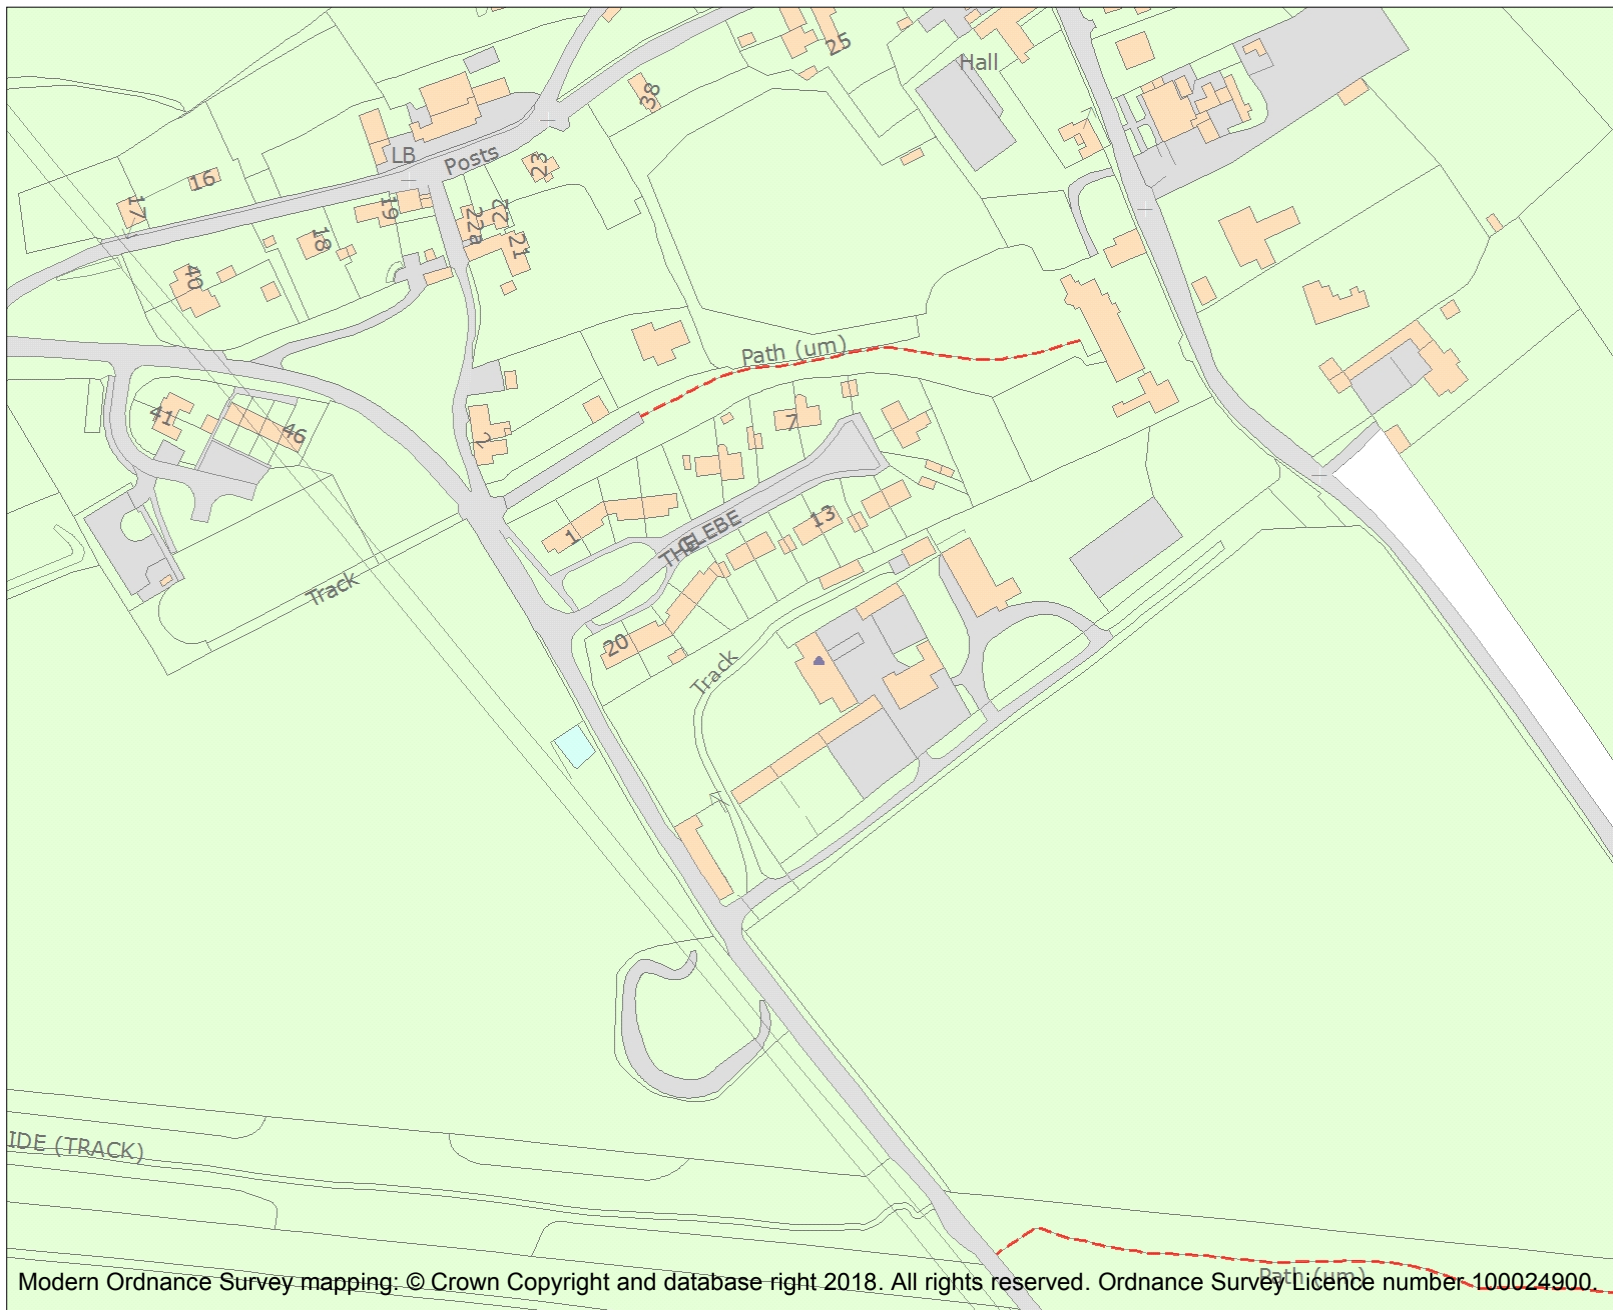 25
Hall
38
LB
Posts
23
16
17
19
22
22a
21
18
40
7
Path (um)
41
46
2
7
1
THE GLEBE
13
Track
20
Track
IDE (TRACK)
Path (um)
Modern Ordnance Survey mapping: © Crown Copyright and database right 2018. All rights reserved. Ordnance Survey Licence number 100024900.